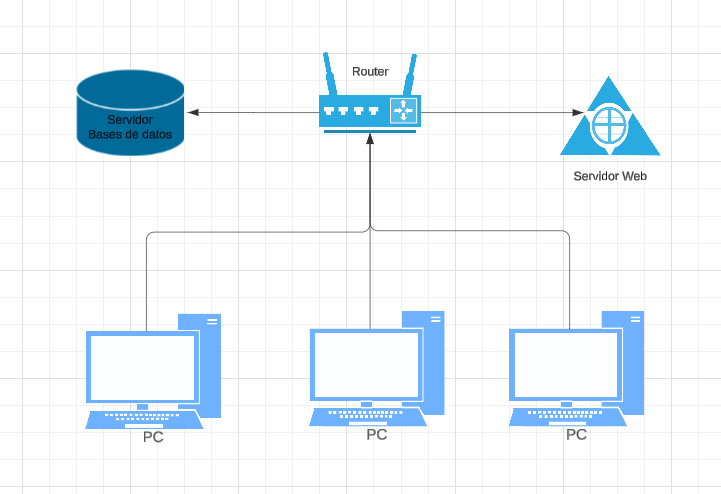 Router
Servidor
Bases de datos
Servidor Web
PC
PC
PC